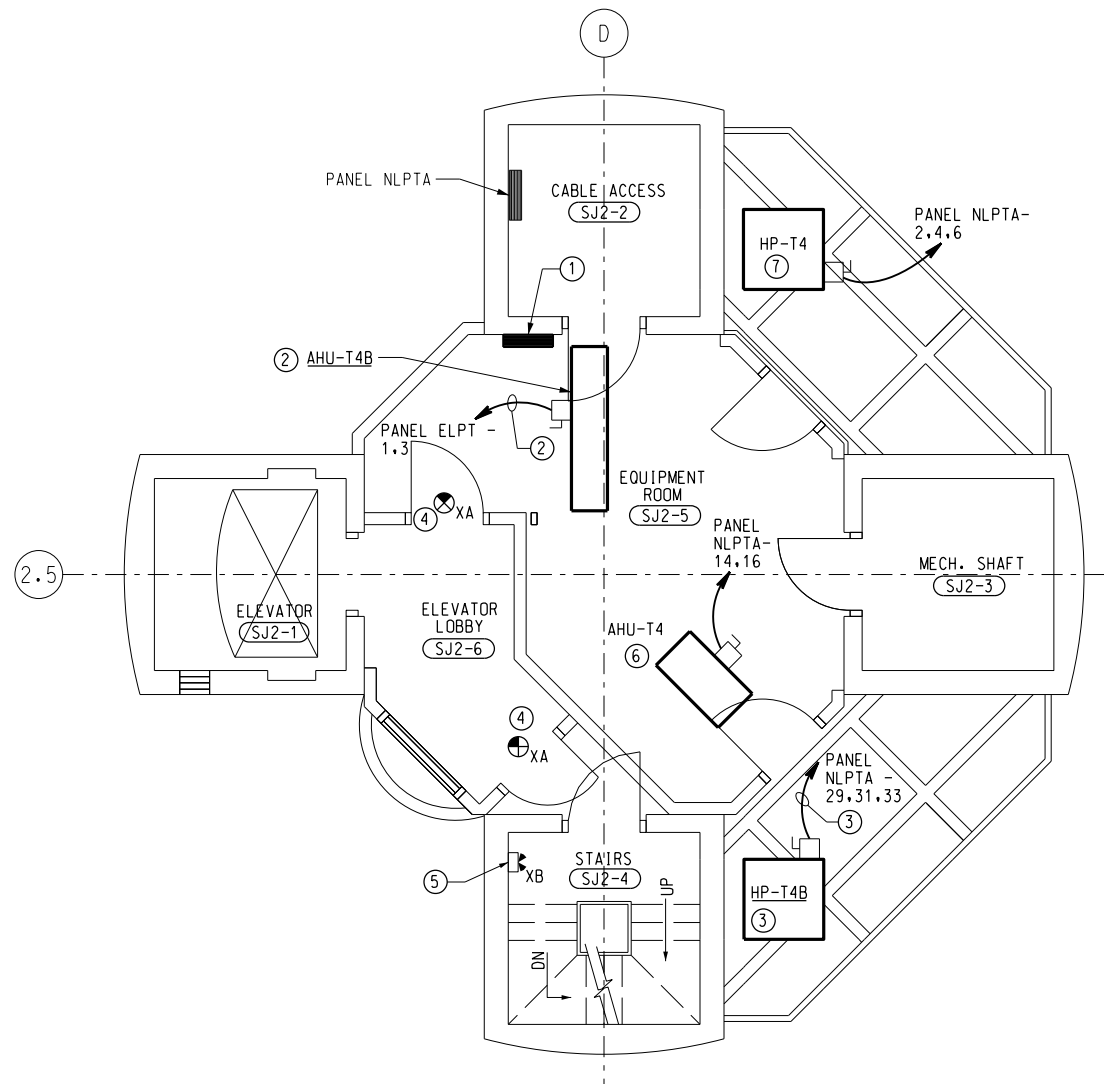 D
PANEL NLPTA
CABLE ACCESS
SJ2-2
PANEL NLPTA-
2,4,6
HP-T4
7
1
2 AHU-T4B
PANEL ELPT -
1,3
2
EQUIPMENT
ROOM
SJ2-5
XA
4
PANEL
NLPTA-
14,16
2.5
MECH. SHAFT
SJ2-3
ELEVATOR
SJ2-1
ELEVATOR
LOBBY
SJ2-6
AHU-T4
6
4
XA
PANEL
NLPTA -
29,31,33
3
5
XB
STAIRS
SJ2-4
UP
DN
HP-T4B
3